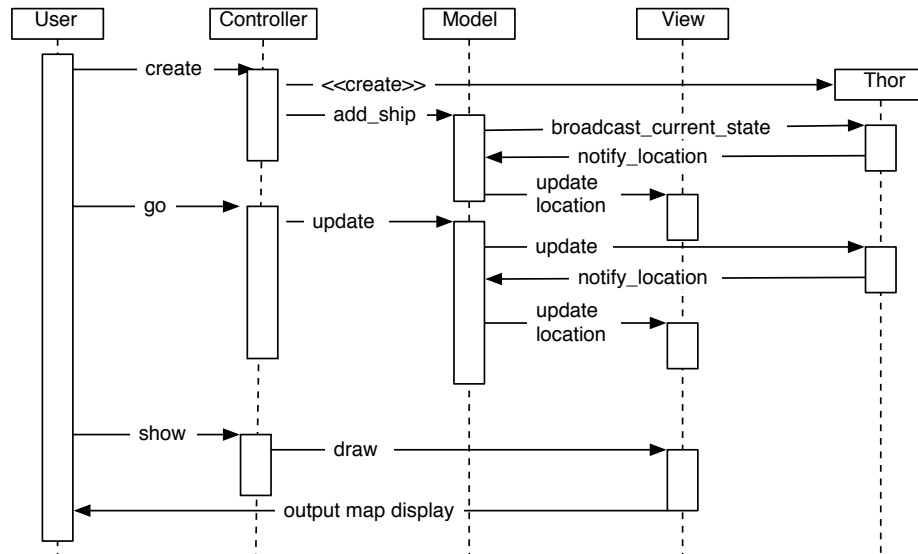 User
Controller
Model
View
create
<<create>>
Thor
add_ship
broadcast_current_state
notify_location
update
location
go
update
update
notify_location
update
location
show
draw
output map display